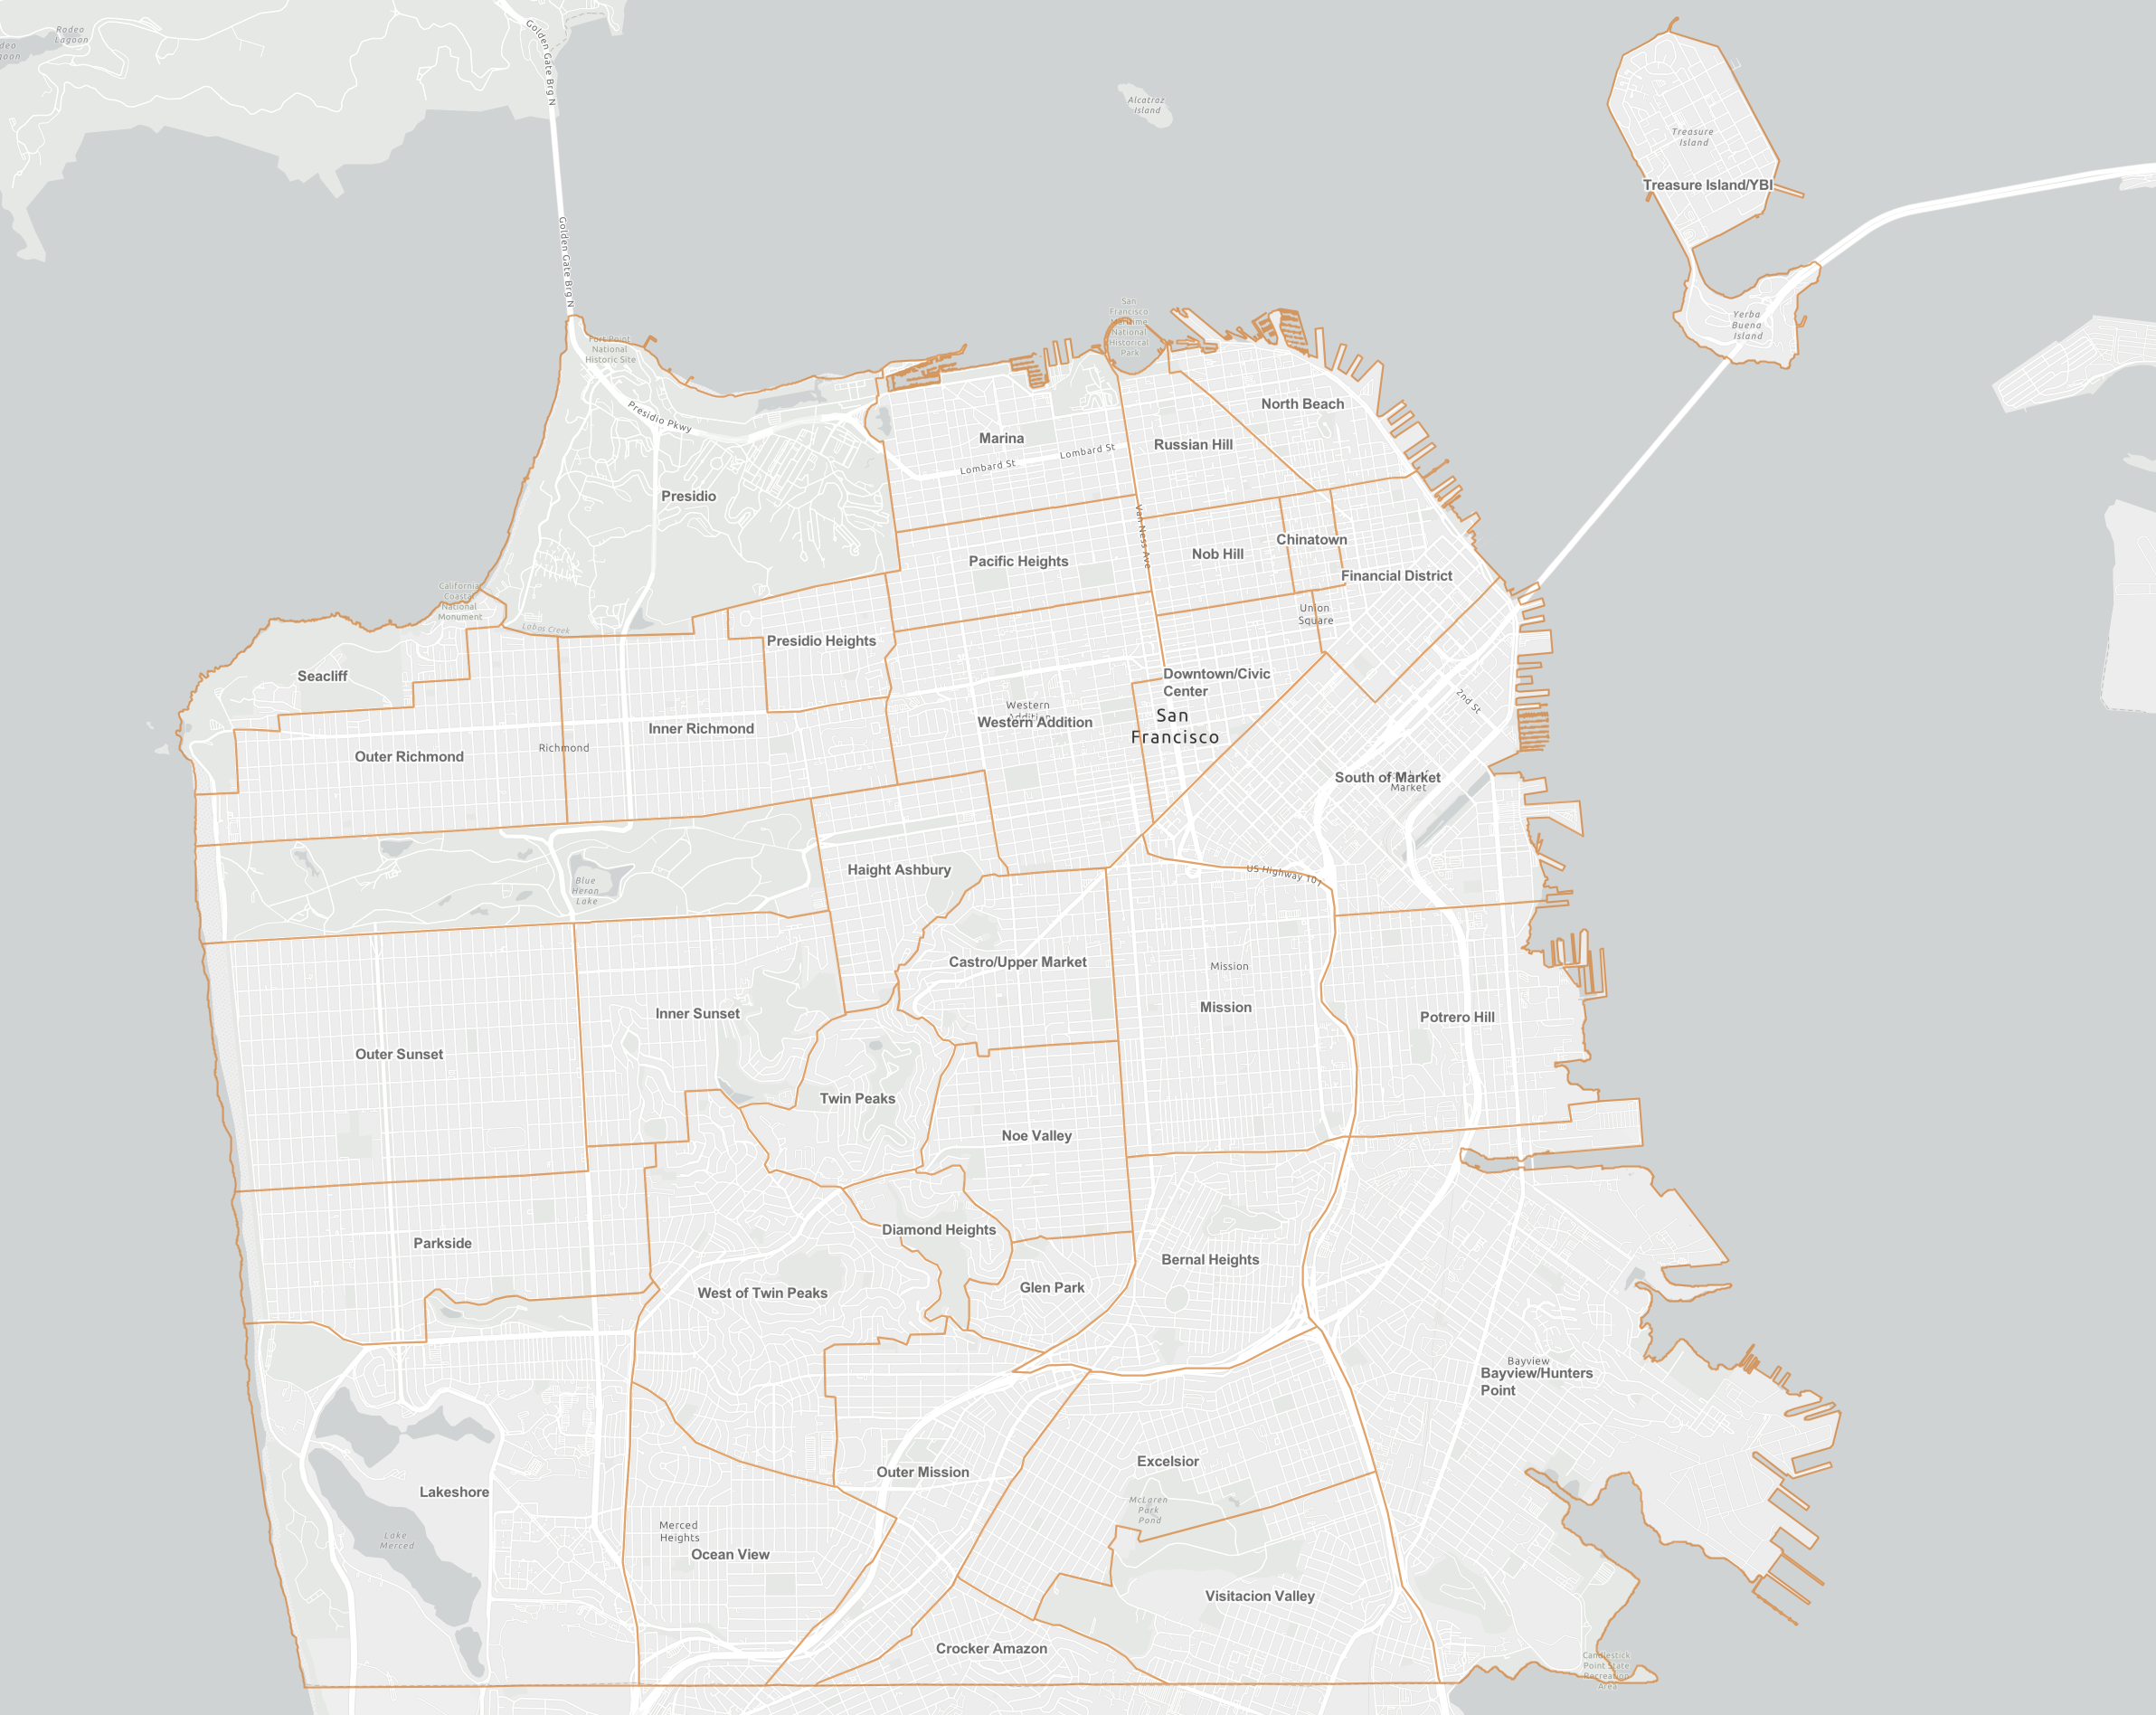 Rodeo
Lagoon
deo
goon
Golden Gate Brg N
Alcatraz
Island
Treasure
Island
Treasure Island/YBI
Golden Gate Brg N
San
Francisco
Maritime
National
Historical
Park
Yerba
Buena
Island
Fort Point
National
Historic Site
Presidio Pkwy
North Beach
Marina
Russian Hill
Lombard St
Lombard St
Presidio
Van Ness Ave
Chinatown
Nob Hill
Pacific Heights
Financial District
California
Coastal
National
Monument
Union
Square
Lobos Creek
Presidio Heights
Seacliff
Downtown/Civic
Center
2nd St
Western
Addition
Western Addition
San
Francisco
Inner Richmond
Richmond
Outer Richmond
South of Market
Market
Haight Ashbury
US Highway 101
Blue
Heron
Lake
Castro/Upper Market
Mission
Mission
Inner Sunset
Potrero Hill
Outer Sunset
Twin Peaks
Noe Valley
Diamond Heights
Parkside
Bernal Heights
Glen Park
West of Twin Peaks
Bayview
Bayview/Hunters
Point
Excelsior
Outer Mission
Lakeshore
McLaren
Park
Pond
Merced
Heights
Lake
Merced
Ocean View
Visitacion Valley
Crocker Amazon
Candlestick
Point State
Recreation
Area